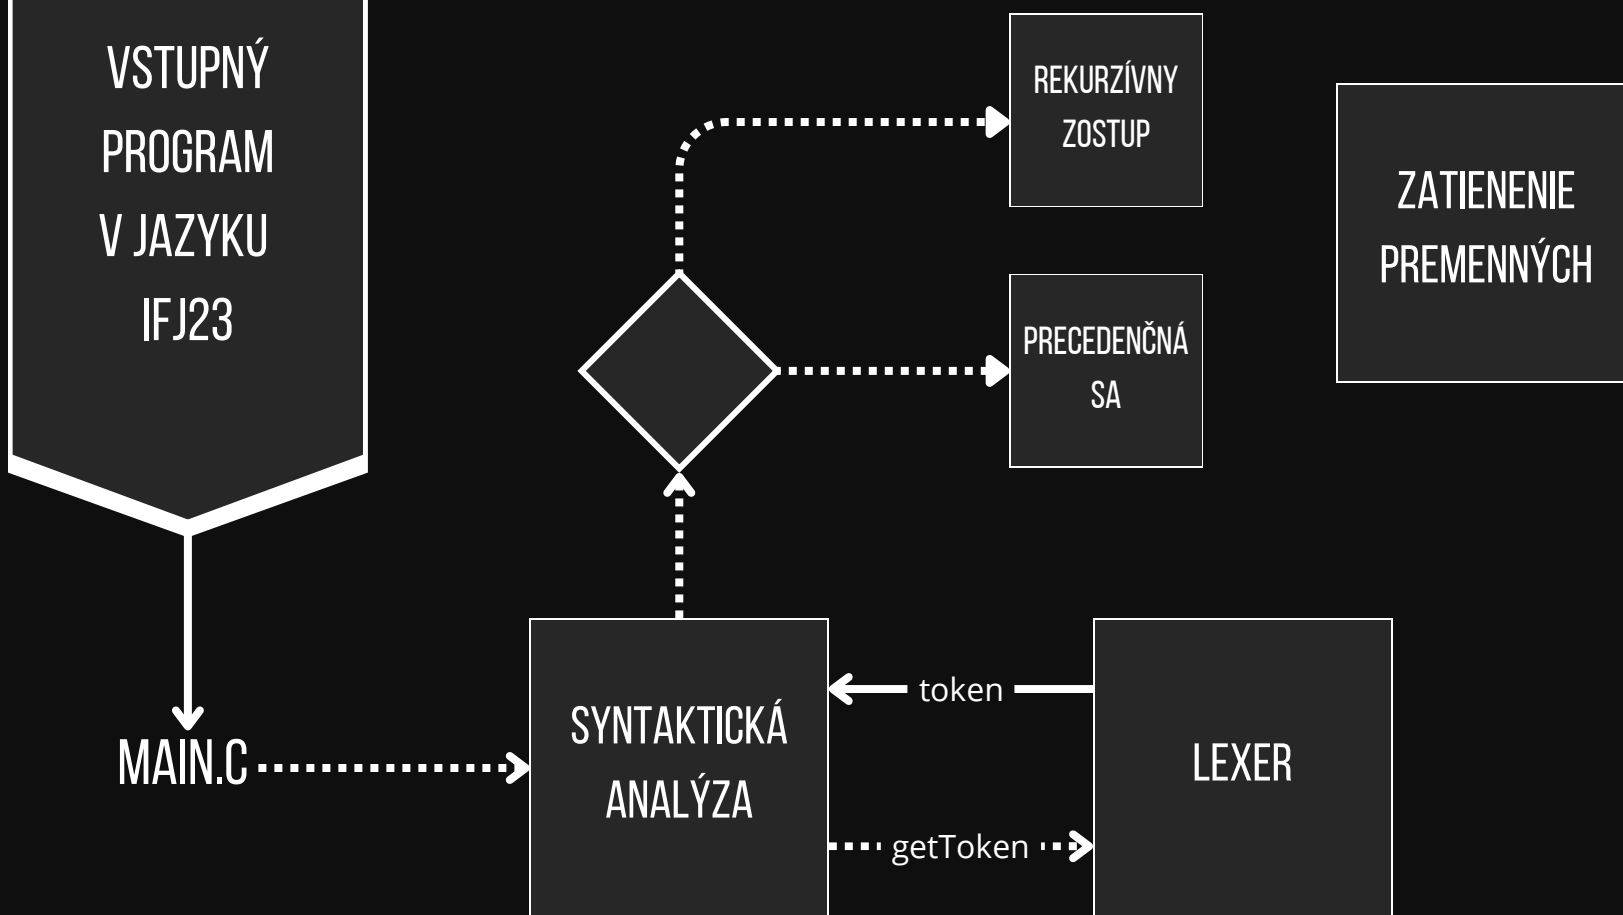 VSTUPNÝ
PROGRAM
V JAZYKU
IFJ23
REKURZÍVNY
ZOSTUP
PRECEDENČNÁ
SA
ZATIENENIE
PREMENNÝCH
MAIN.C
SYNTAKTICKÁ
ANALÝZA
token
getToken
LEXER